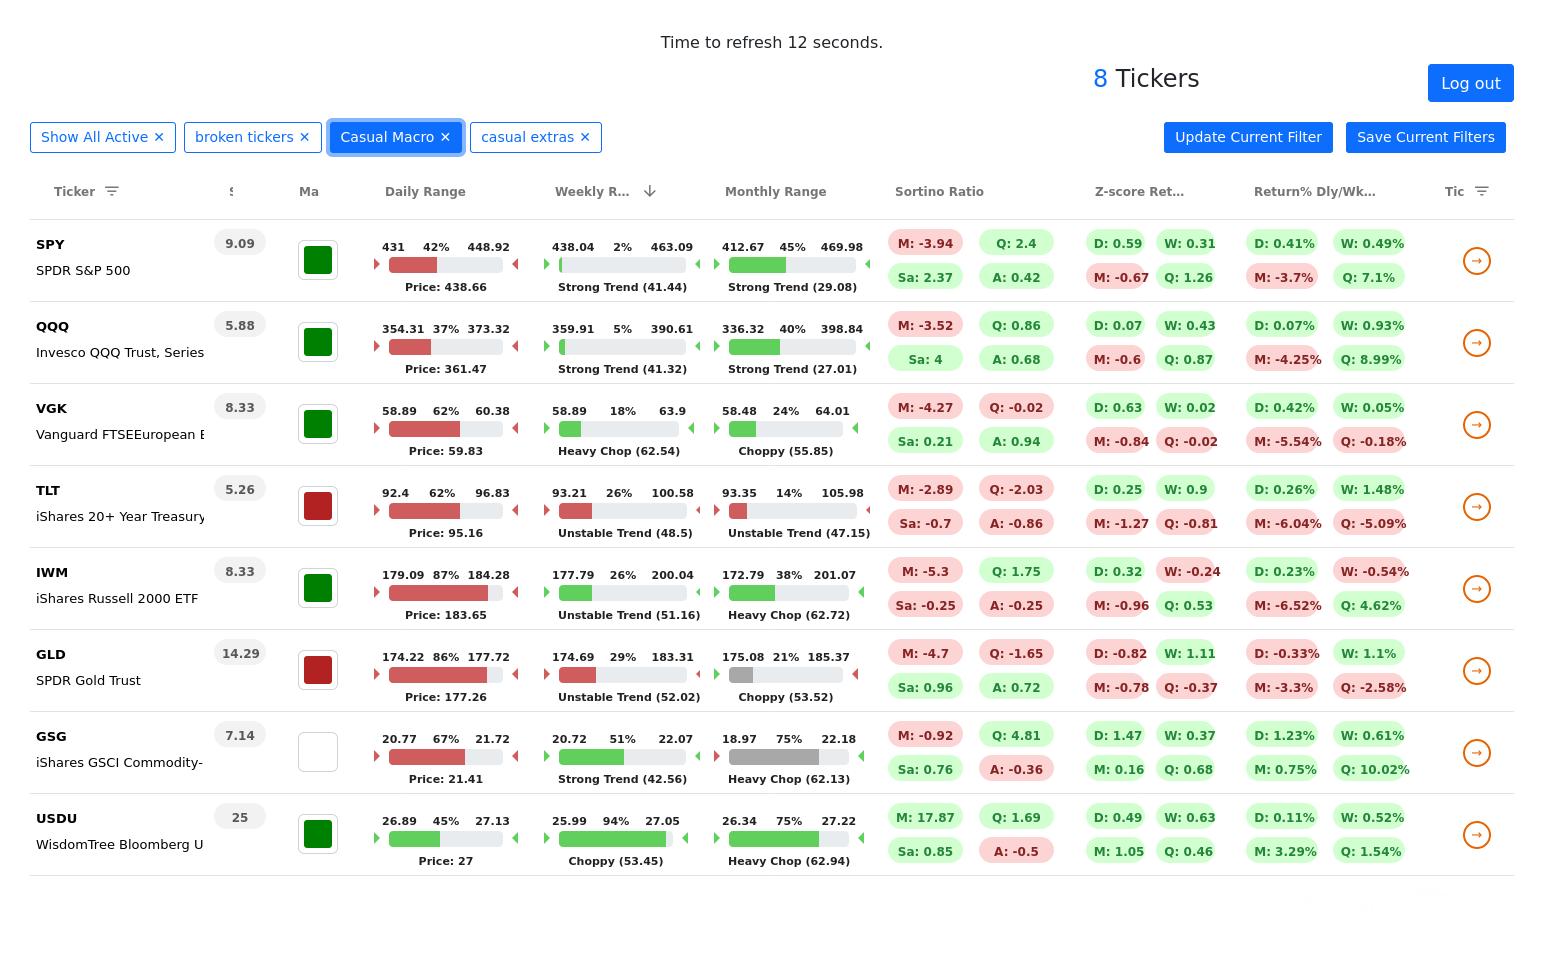 Time to refresh 12 seconds.
8 Tickers
Log out
Show All Active ✕ broken tickers ✕ Casual Macro ✕ casual extras ✕ Update Current Filter Save Current Filters
Ticker Ma Daily Range Weekly R... Monthly Range Sortino Ratio Z-score Ret... Return% Dly/Wk... Tic
SPY 9.09 431 42% 448.92 438.04 2% 463.09 412.67 45% 469.98 M: -3.94 Q: 2.4 D: 0.59 W: 0.31 D: 0.41% W: 0.49%
SPDR S&P 500 Price: 438.66 Strong Trend (41.44) Strong Trend (29.08) Sa: 2.37 A: 0.42 M: -0.67 Q: 1.26 M: -3.7% Q: 7.1% →
QQQ 5.88 354.31 37% 373.32 359.91 5% 390.61 336.32 40% 398.84 M: -3.52 Q: 0.86 D: 0.07 W: 0.43 D: 0.07% W: 0.93%
Invesco QQQ Trust, Series Price: 361.47 Strong Trend (41.32) Strong Trend (27.01) Sa: 4 A: 0.68 M: -0.6 Q: 0.87 M: -4.25% Q: 8.99% →
VGK 8.33 58.89 62% 60.38 58.89 18% 63.9 58.48 24% 64.01 M: -4.27 Q: -0.02 D: 0.63 W: 0.02 D: 0.42% W: 0.05%
Vanguard FTSEEuropean E Price: 59.83 Heavy Chop (62.54) Choppy (55.85) Sa: 0.21 A: 0.94 M: -0.84 Q: -0.02 M: -5.54% Q: -0.18% →
TLT 5.26 92.4 62% 96.83 93.21 26% 100.58 93.35 14% 105.98 M: -2.89 Q: -2.03 D: 0.25 W: 0.9 D: 0.26% W: 1.48%
iShares 20+ Year Treasury Price: 95.16 Unstable Trend (48.5) Unstable Trend (47.15) Sa: -0.7 A: -0.86 M: -1.27 Q: -0.81 M: -6.04% Q: -5.09% →
IWM 8.33 179.09 87% 184.28 177.79 26% 200.04 172.79 38% 201.07 M: -5.3 Q: 1.75 D: 0.32 W: -0.24 D: 0.23% W: -0.54%
iShares Russell 2000 ETF Price: 183.65 Unstable Trend (51.16) Heavy Chop (62.72) Sa: -0.25 A: -0.25 M: -0.96 Q: 0.53 M: -6.52% Q: 4.62% →
GLD 14.29 174.22 86% 177.72 174.69 29% 183.31 175.08 21% 185.37 M: -4.7 Q: -1.65 D: -0.82 W: 1.11 D: -0.33% W: 1.1%
SPDR Gold Trust Price: 177.26 Unstable Trend (52.02) Choppy (53.52) Sa: 0.96 A: 0.72 M: -0.78 Q: -0.37 M: -3.3% Q: -2.58% →
GSG 7.14 20.77 67% 21.72 20.72 51% 22.07 18.97 75% 22.18 M: -0.92 Q: 4.81 D: 1.47 W: 0.37 D: 1.23% W: 0.61%
iShares GSCI Commodity- Price: 21.41 Strong Trend (42.56) Heavy Chop (62.13) Sa: 0.76 A: -0.36 M: 0.16 Q: 0.68 M: 0.75% Q: 10.02% →
USDU 25 26.89 45% 27.13 25.99 94% 27.05 26.34 75% 27.22 M: 17.87 Q: 1.69 D: 0.49 W: 0.63 D: 0.11% W: 0.52%
WisdomTree Bloomberg U Price: 27 Choppy (53.45) Heavy Chop (62.94) Sa: 0.85 A: -0.5 M: 1.05 Q: 0.46 M: 3.29% Q: 1.54% →